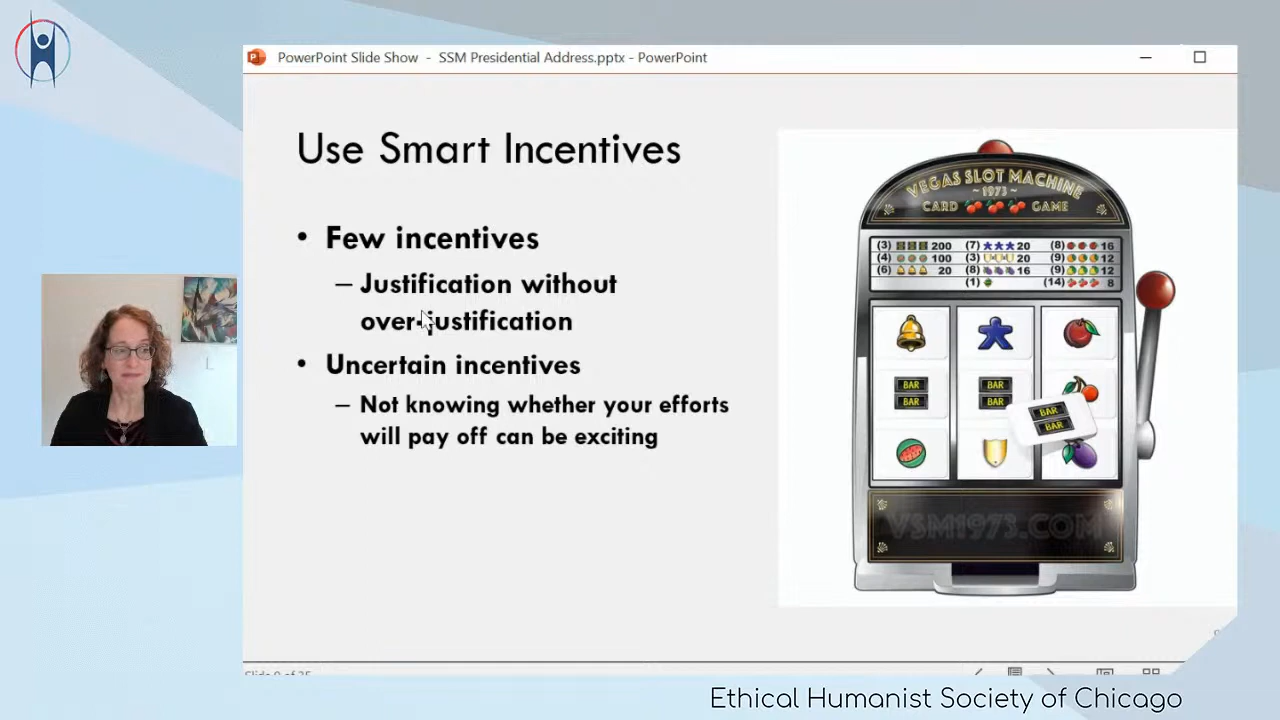 PowerPoint Slide Show - SSM Presidential Address.pptx - PowerPoint
Use Smart Incentives
• Few incentives
– Justification without
over-justification
• Uncertain incentives
– Not knowing whether your efforts
will pay off can be exciting
VEGAS SLOT MACHINE
~ 1973 ~
CARD GAME
(3) 200 (7) 20 (8) 16
(4) 100 (3) 20 (9) 12
(6) 20 (8) 16 (9) 12
(1) (14) 8
BAR BAR
BAR BAR
BAR
BAR
VSM1973.COM
Ethical Humanist Society of Chicago